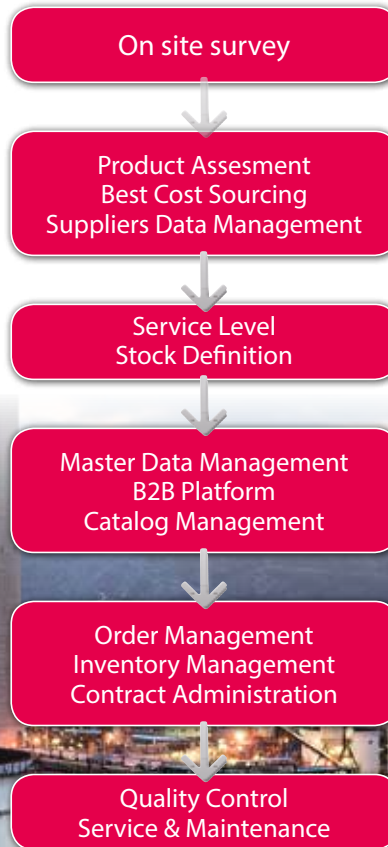 On site survey
Product Assesment
Best Cost Sourcing
Suppliers Data Management
Service Level
Stock Definition
Master Data Management
B2B Platform
Catalog Management
Order Management
Inventory Management
Contract Administration
Quality Control
Service & Maintenance